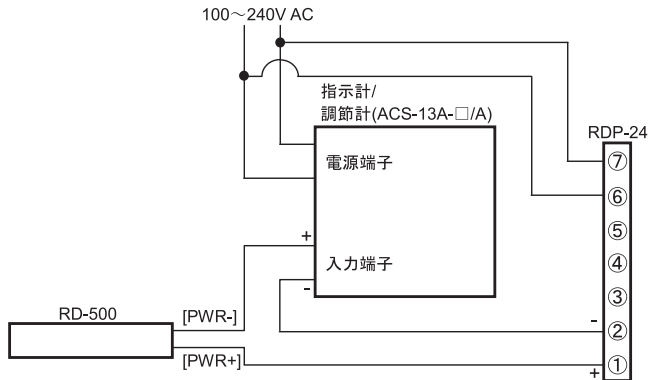 100～240V AC
指示計/
調節計(ACS-13A-□/A)
RDP-24
電源端子
⑦
⑥
⑤
+
入力端子
④
-
③
RD-500
[PWR-]
-
②
[PWR+]
①
+